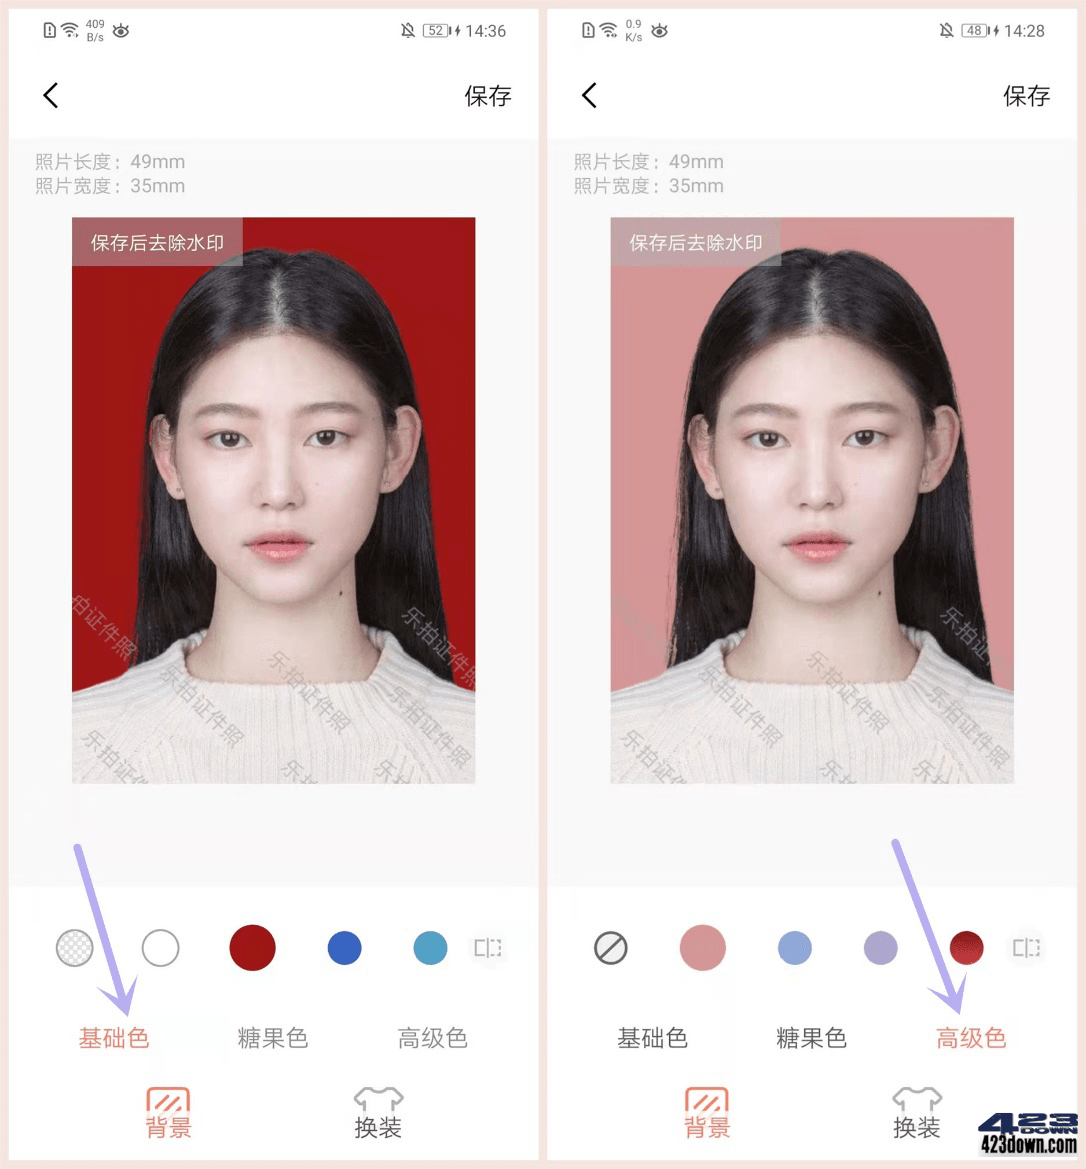 409
B/s
52
14:36
保存
照片长度：49mm
照片宽度：35mm
保存后去除水印
拍证件照
乐拍证件照
乐拍证件照
乐拍证件照
乐拍证件照
乐拍证件
乐拍
乐拍
基础色
糖果色
高级色
背景
换装
0.9
K/s
48
14:28
保存
照片长度：49mm
照片宽度：35mm
保存后去除水印
乐拍证
乐拍证件照
乐拍证件照
乐拍证件照
乐拍证件
乐拍
乐拍
基础色
糖果色
高级色
背景
换装
423
DOWN
423down.com